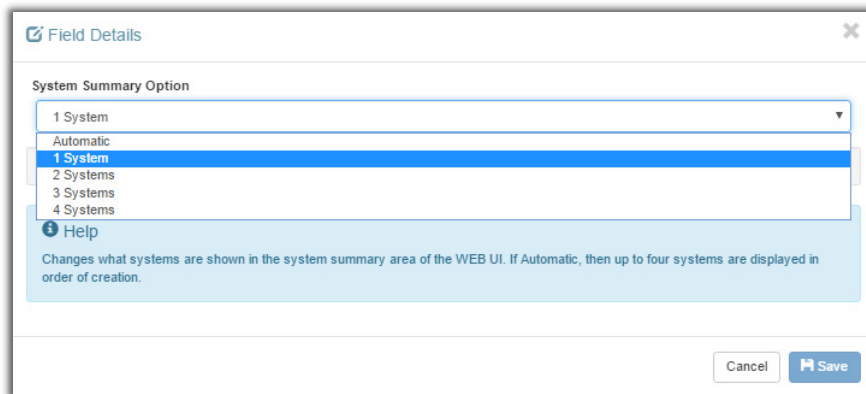 Field Details
System Summary Option
1 System
Automatic
1 System
2 Systems
3 Systems
4 Systems
Help
Changes what systems are shown in the system summary area of the WEB UI. If Automatic, then up to four systems are displayed in
order of creation.
Cancel Save